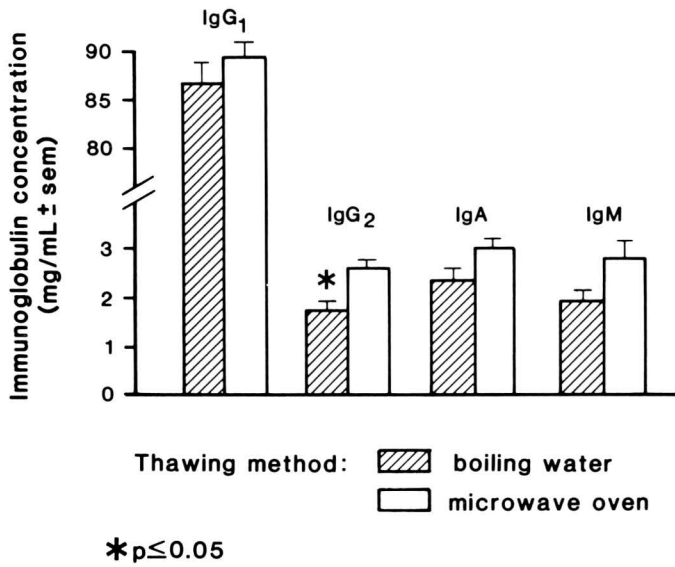 IgG1
Immunoglobulin concentration
(mg/mL ± sem)
90
85
80
IgG2
IgA
IgM
*
3
2
1
0
Thawing method:
boiling water
microwave oven
*p≤0.05